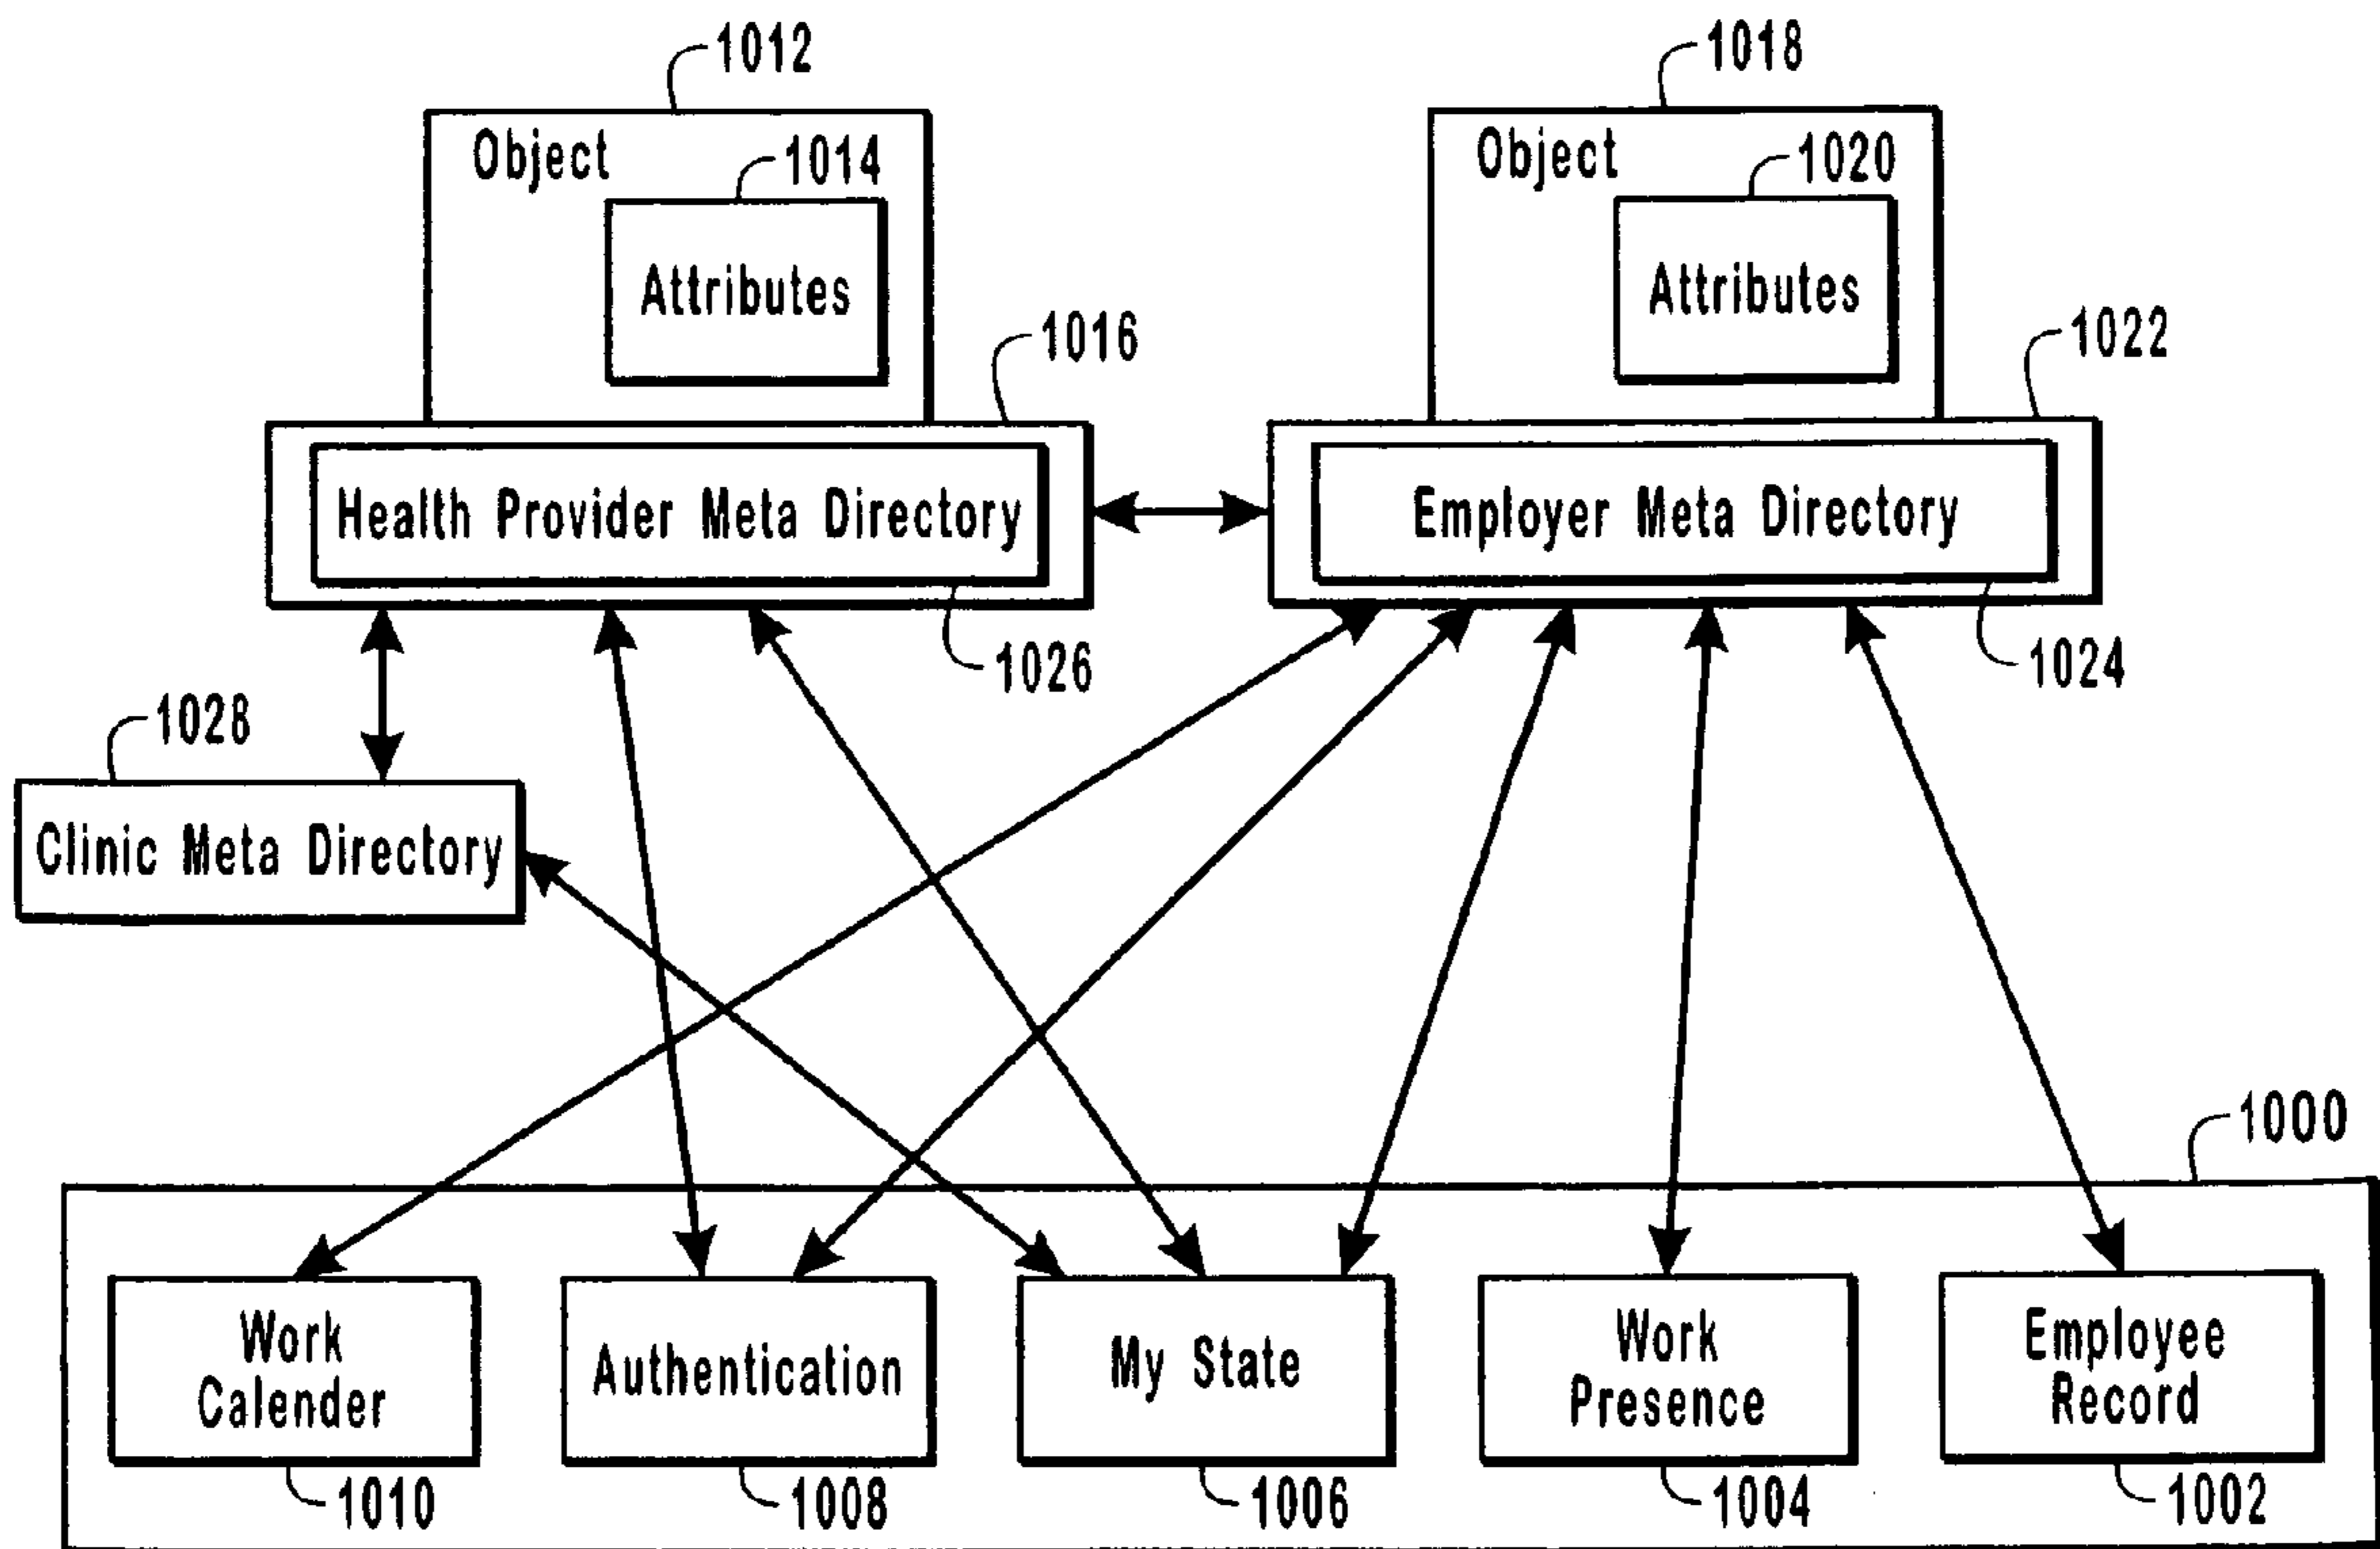 1012
1018
Object
1014
Object
1020
Attributes
Attributes
1016
1022
Health Provider Meta Directory
Employer Meta Directory
1026
1024
1028
Clinic Meta Directory
1000
Work
Calender
Authentication
My State
Work
Presence
Employee
Record
1010
1008
1006
1004
1002